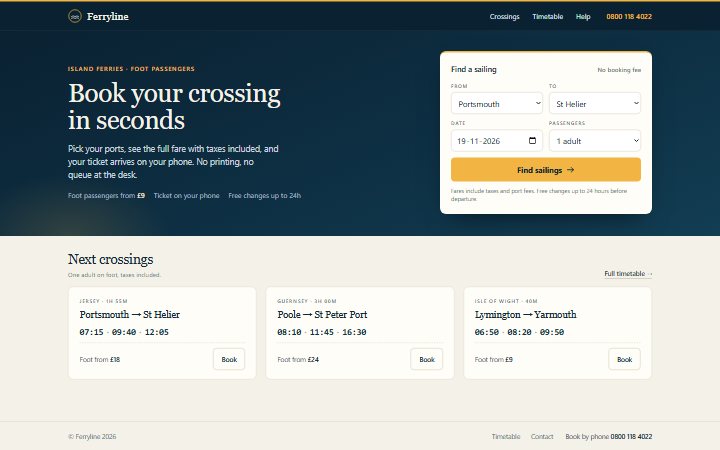 Ferryline
Crossings Timetable Help 0800 118 4022
ISLAND FERRIES · FOOT PASSENGERS
Book your crossing
in seconds
Pick your ports, see the full fare with taxes included, and
your ticket arrives on your phone. No printing, no
queue at the desk.
Foot passengers from £9 Ticket on your phone Free changes up to 24h
Find a sailing No booking fee
FROM TO
Portsmouth St Helier
DATE PASSENGERS
19-11-2026 1 adult
Find sailings →
Fares include taxes and port fees. Free changes up to 24 hours before
departure.
Next crossings
One adult on foot, taxes included.
Full timetable →
JERSEY · 1H 55M
Portsmouth → St Helier
07:15 · 09:40 · 12:05
Foot from £18 Book
GUERNSEY · 3H 00M
Poole → St Peter Port
08:10 · 11:45 · 16:30
Foot from £24 Book
ISLE OF WIGHT · 40M
Lymington → Yarmouth
06:50 · 08:20 · 09:50
Foot from £9 Book
© Ferryline 2026
Timetable Contact Book by phone 0800 118 4022